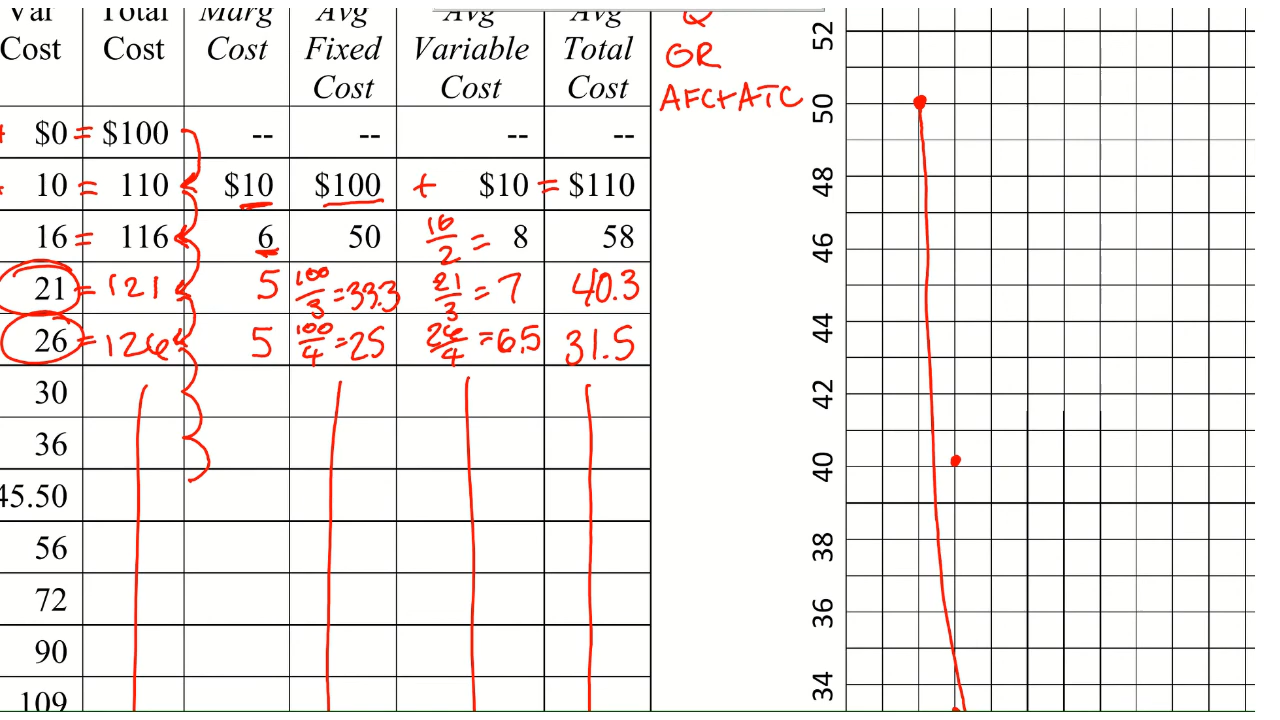 Var Total Marg Avg Avg Avg
Cost Cost Cost Fixed Variable Total
Cost Cost Cost
Q
OR
AFC+ATC
+ $0 = $100 -- -- -- --
10 = 110 $10 $100 + $10 = $110
16 = 116 6 50 16/2 = 8 58
21 = 121 5 100/3 = 33.3 21/3 = 7 40.3
26 = 126 5 100/4 = 25 26/4 = 6.5 31.5
30
36
45.50
56
72
90
109
52
50
48
46
44
42
40
38
36
34